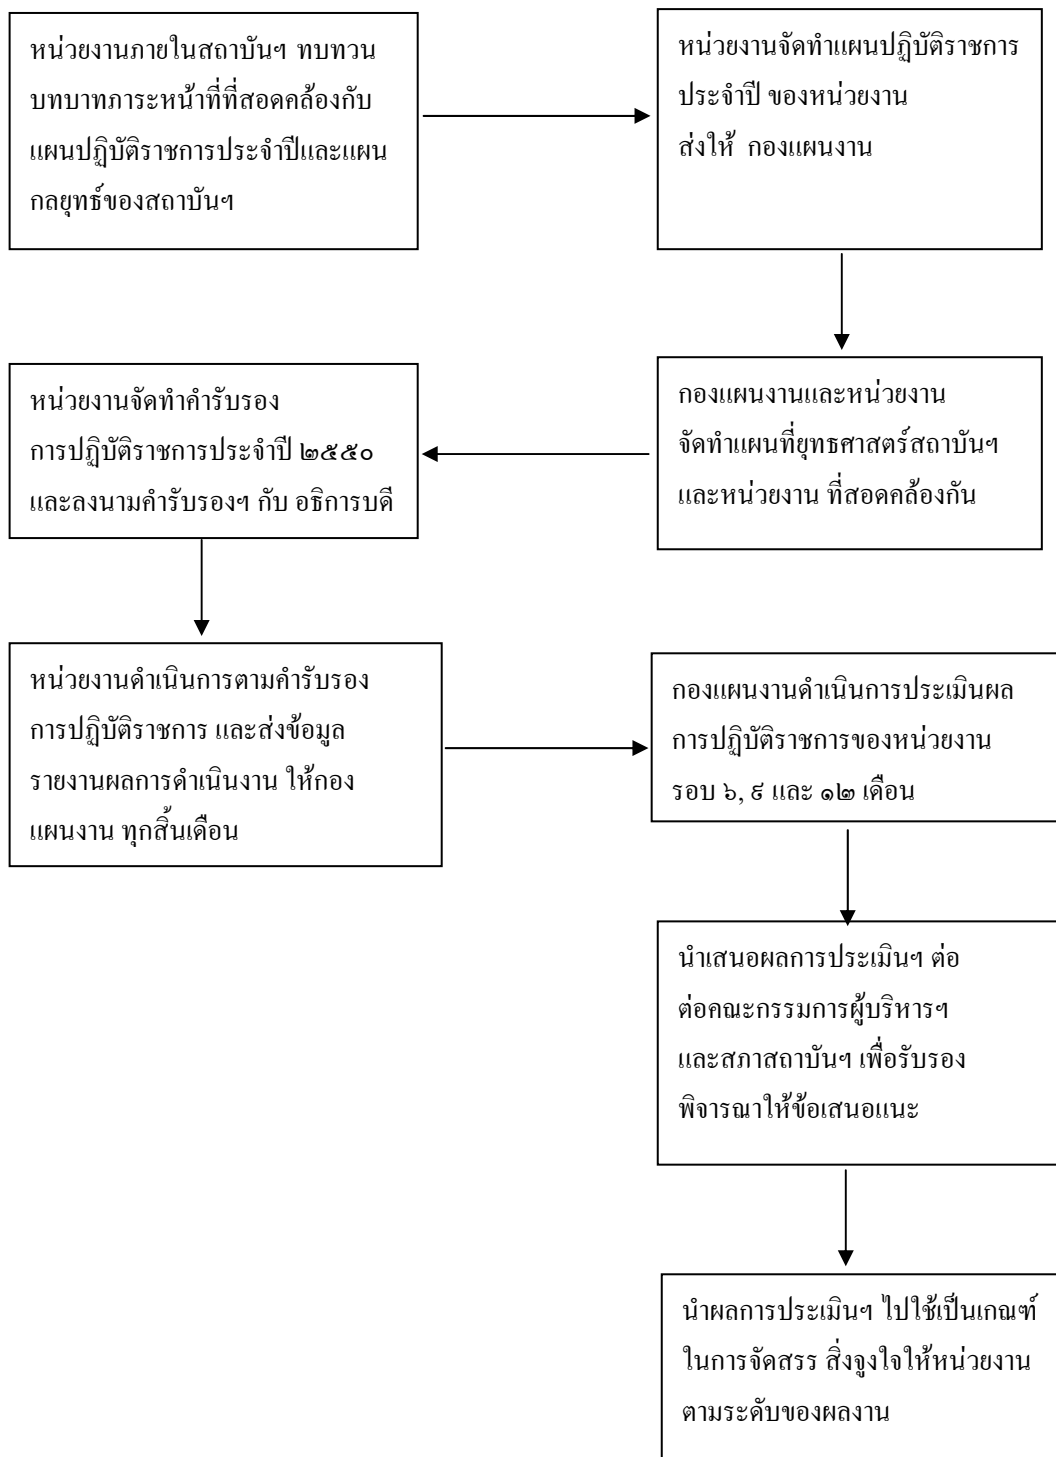 หน่วยงานภายในสถาบันฯ ทบทวน
บทบาทภาระหน้าที่ที่สอดคล้องกับ
แผนปฏิบัติราชการประจำปีและแผน
กลยุทธ์ของสถาบันฯ
หน่วยงานจัดทำแผนปฏิบัติราชการ
ประจำปี ของหน่วยงาน
ส่งให้ กองแผนงาน
กองแผนงานและหน่วยงาน
จัดทำแผนที่ยุทธศาสตร์สถาบันฯ
และหน่วยงาน ที่สอดคล้องกัน
หน่วยงานจัดทำคำรับรอง
การปฏิบัติราชการประจำปี ๒๕๕๐
และลงนามคำรับรองฯ กับ อธิการบดี
หน่วยงานดำเนินการตามคำรับรอง
การปฏิบัติราชการ และส่งข้อมูล
รายงานผลการดำเนินงาน ให้กอง
แผนงาน ทุกสิ้นเดือน
กองแผนงานดำเนินการประเมินผล
การปฏิบัติราชการของหน่วยงาน
รอบ ๖, ๙ และ ๑๒ เดือน
นำเสนอผลการประเมินฯ ต่อ
ต่อคณะกรรมการผู้บริหารฯ
และสภาสถาบันฯ เพื่อรับรอง
พิจารณาให้ข้อเสนอแนะ
นำผลการประเมินฯ ไปใช้เป็นเกณฑ์
ในการจัดสรร สิ่งจูงใจให้หน่วยงาน
ตามระดับของผลงาน